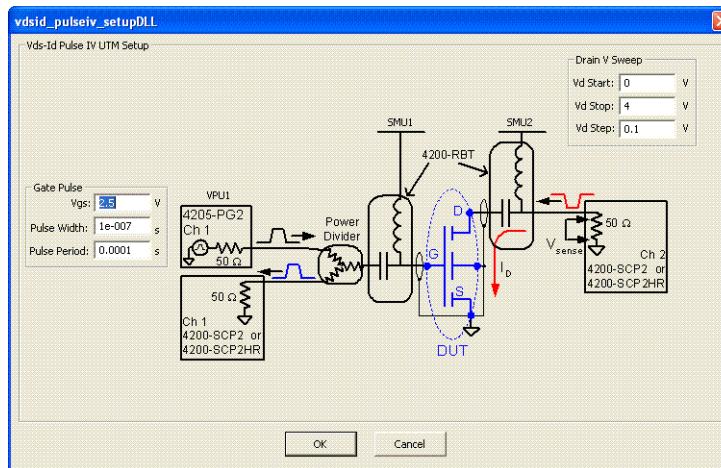 vdsid_pulseiv_setupDLL
Vds-Id Pulse IV UTM Setup
Drain V Sweep
Vd Start: 0 V
Vd Stop: 4 V
Vd Step: 0.1 V
SMU1
SMU2
4200-RBT
Gate Pulse
Vgs: 2.5 V
Pulse Width: 1e-007 s
Pulse Period: 0.0001 s
VPU1
4205-PG2
Ch 1
50 Ω
Power
Divider
50 Ω
Ch 1
4200-SCP2 or
4200-SCP2HR
D
G
S
I_D
DUT
50 Ω
V_sense
Ch 2
4200-SCP2 or
4200-SCP2HR
OK
Cancel